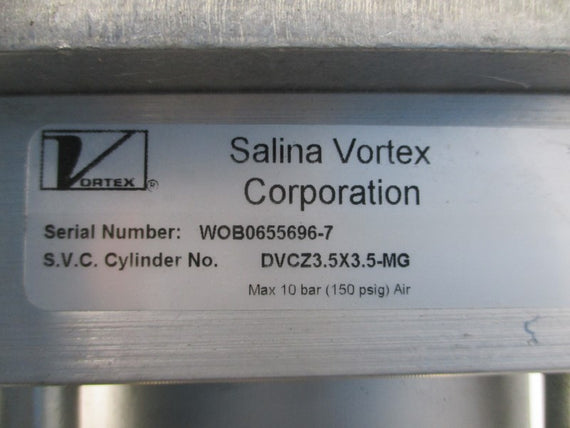 VORTEX®
Salina Vortex
Corporation
Serial Number: WOB0655696-7
S.V.C. Cylinder No. DVCZ3.5X3.5-MG
Max 10 bar (150 psig) Air